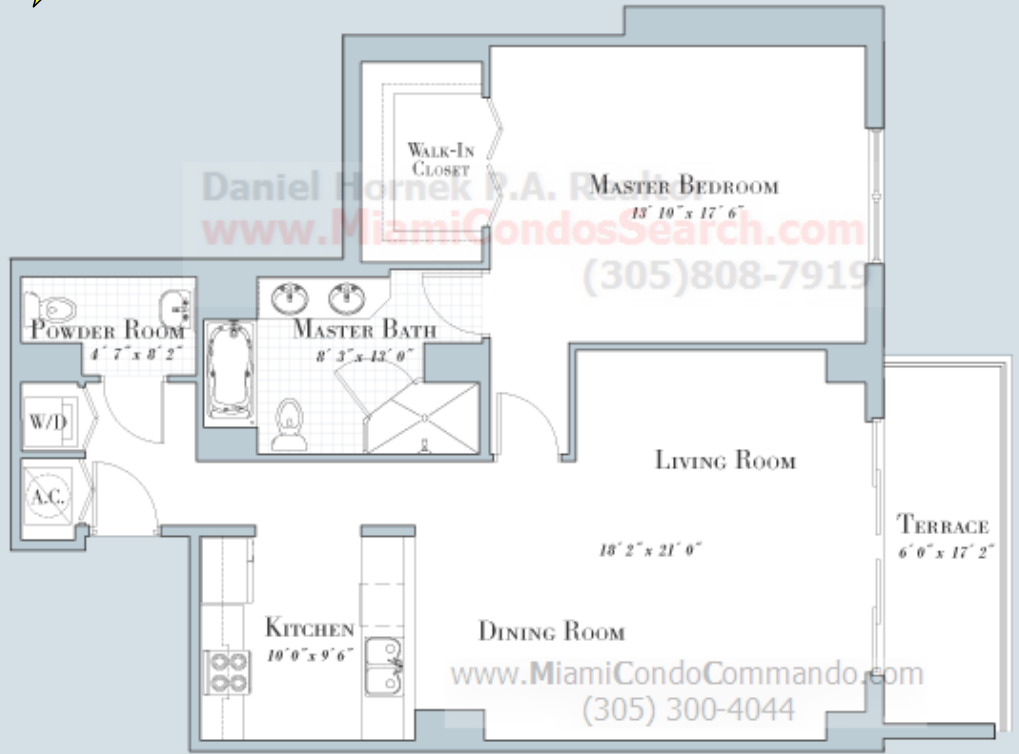 WALK-IN
CLOSET
MASTER BEDROOM
13' 10" x 17' 6"
Daniel Hornek P.A. Realtor
www.MiamiCondosSearch.com
(305)808-7919
POWDER ROOM
4' 7" x 8' 2"
MASTER BATH
8' 3" x 13' 0"
W/D
A.C.
LIVING ROOM
18' 2" x 21' 0"
TERRACE
6' 0" x 17' 2"
KITCHEN
10' 0" x 9' 6"
DINING ROOM
www.MiamiCondoCommando.com
(305) 300-4044